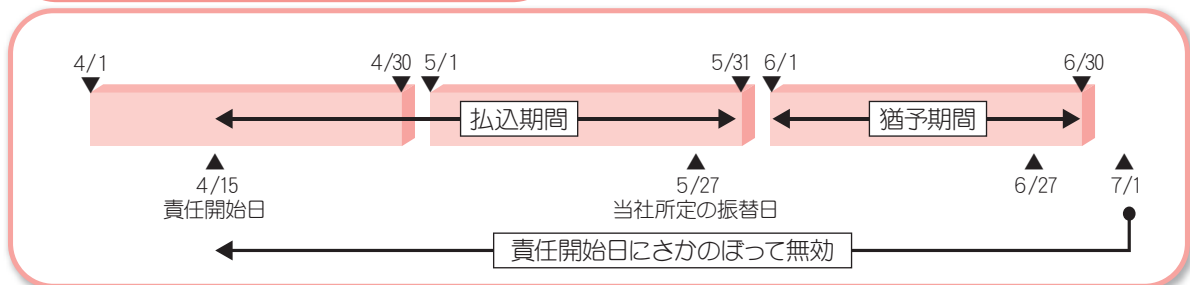 4/1 4/30 5/1 5/31 6/1 6/30
払込期間 猶予期間
4/15 5/27 6/27 7/1
責任開始日 当社所定の振替日
責任開始日にさかのぼって無効